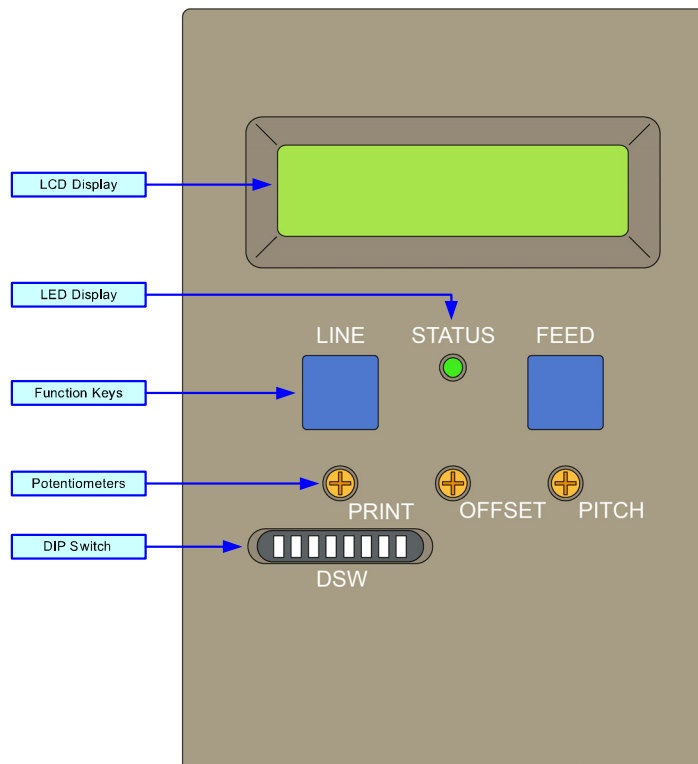 LCD Display
LED Display
LINE STATUS FEED
Function Keys
Potentiometers
PRINT OFFSET PITCH
DIP Switch
DSW